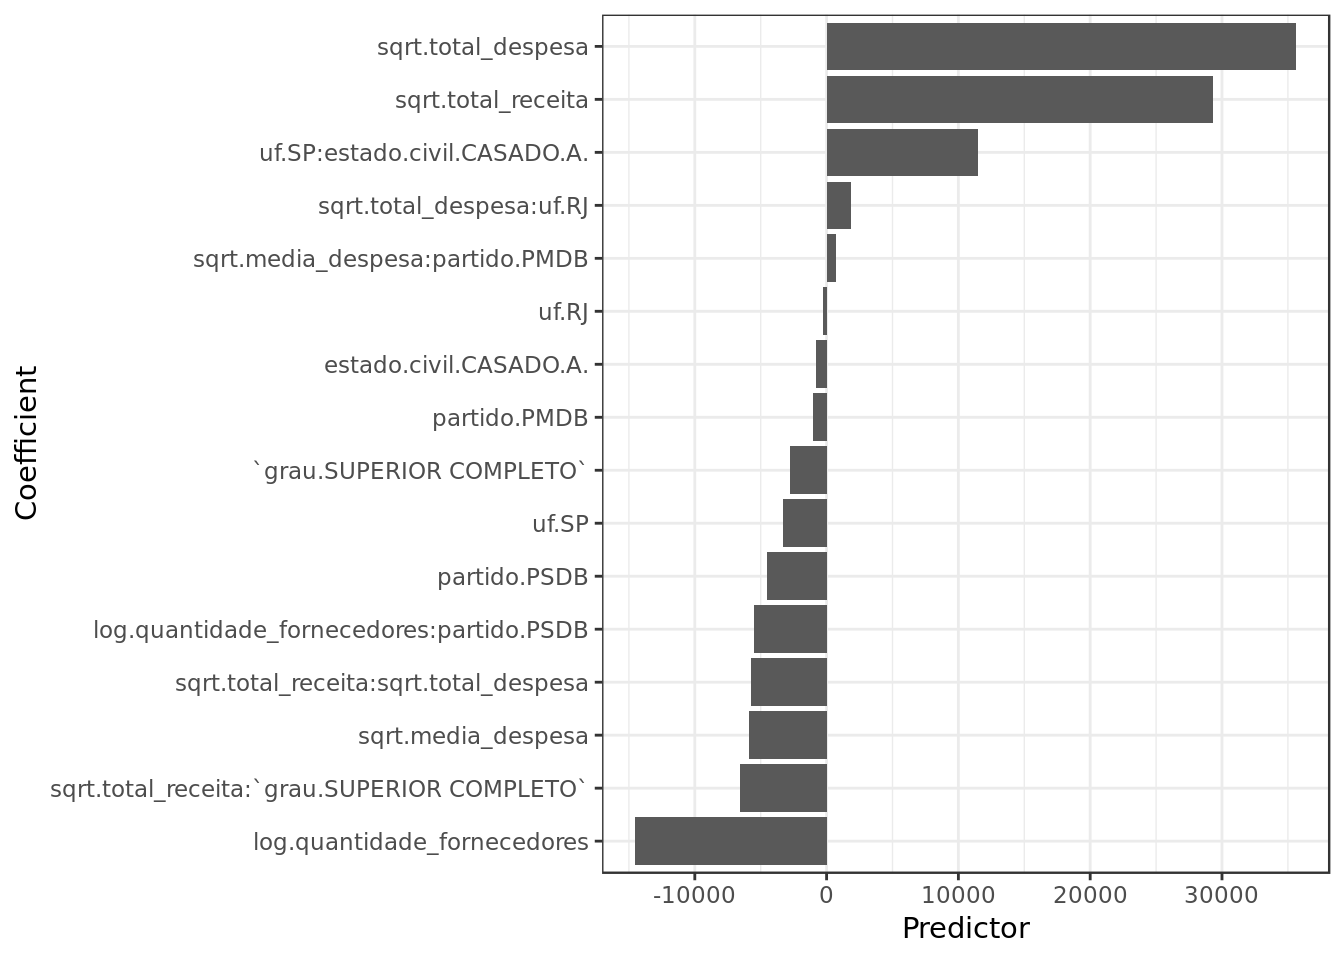 sqrt.total_despesa
sqrt.total_receita
uf.SP:estado.civil.CASADO.A.
sqrt.total_despesa:uf.RJ
sqrt.media_despesa:partido.PMDB
uf.RJ
estado.civil.CASADO.A.
partido.PMDB
`grau.SUPERIOR COMPLETO`
uf.SP
partido.PSDB
log.quantidade_fornecedores:partido.PSDB
sqrt.total_receita:sqrt.total_despesa
sqrt.media_despesa
sqrt.total_receita:`grau.SUPERIOR COMPLETO`
log.quantidade_fornecedores
Coefficient
-10000 0 10000 20000 30000
Predictor